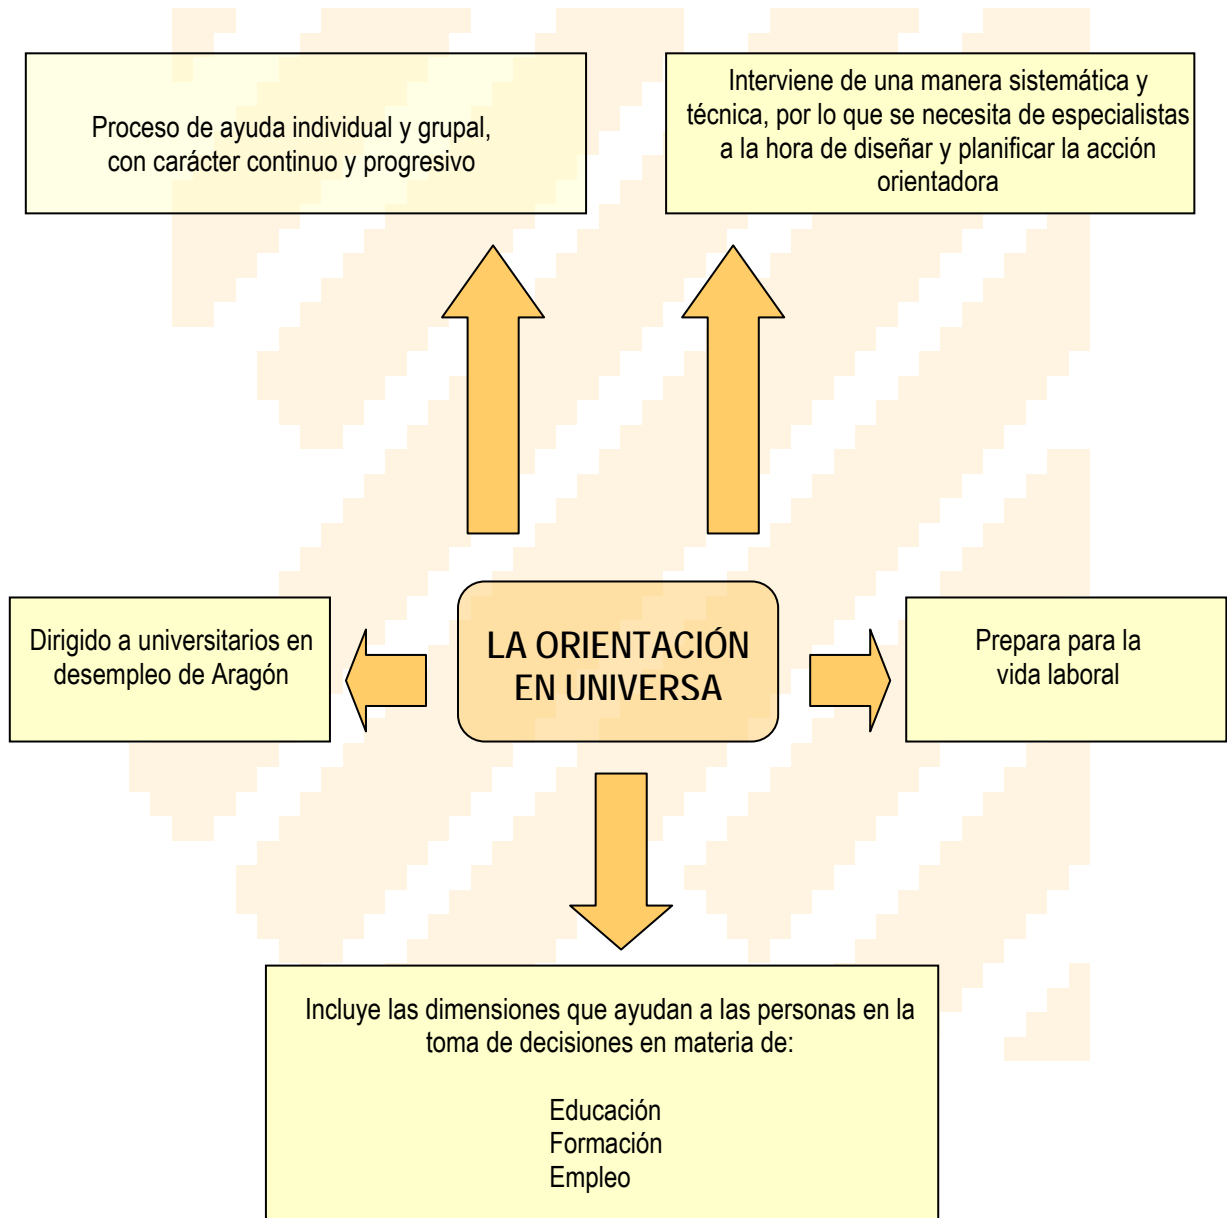 Proceso de ayuda individual y grupal,
con carácter continuo y progresivo
Interviene de una manera sistemática y
técnica, por lo que se necesita de especialistas
a la hora de diseñar y planificar la acción
orientadora
Dirigido a universitarios en
desempleo de Aragón
LA ORIENTACIÓN
EN UNIVERSA
Prepara para la
vida laboral
Incluye las dimensiones que ayudan a las personas en la
toma de decisiones en materia de:
Educación
Formación
Empleo